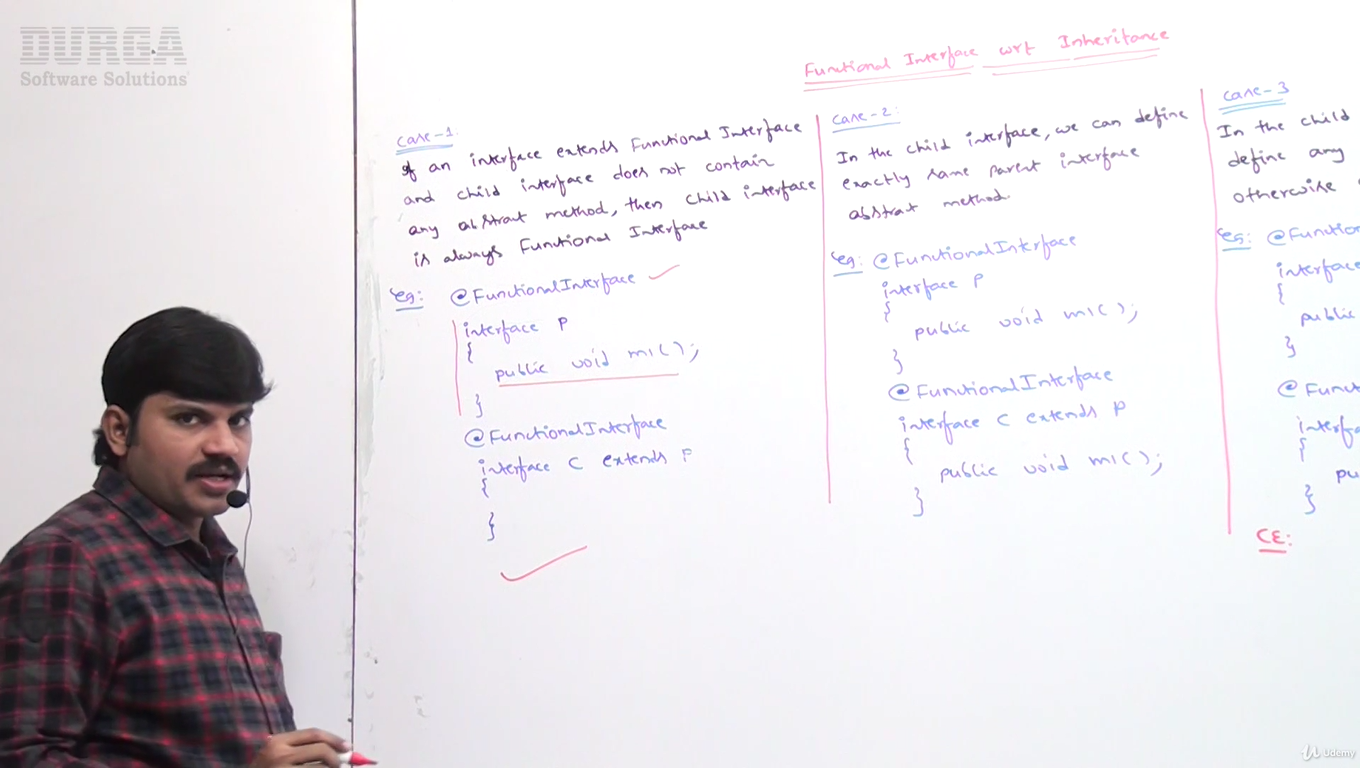 DURGA
Software Solutions
Functional Interface wrt Inheritance
case-1:
If an interface extends Functional Interface
and child interface does not contain
any abstract method, then child interface
is always Functional Interface
eg: @FunctionalInterface
interface P
{
public void m1();
}
@FunctionalInterface
interface C extends P
{
}
case-2:
In the child interface, we can define
exactly same parent interface
abstract method.
eg: @FunctionalInterface
interface P
{
public void m1();
}
@FunctionalInterface
interface C extends P
{
public void m1();
}
case-3
In the child
define any
otherwise
eg: @Function
interface
{
public
}
@Funct
interfa
{
pu
}
CE:
Udemy